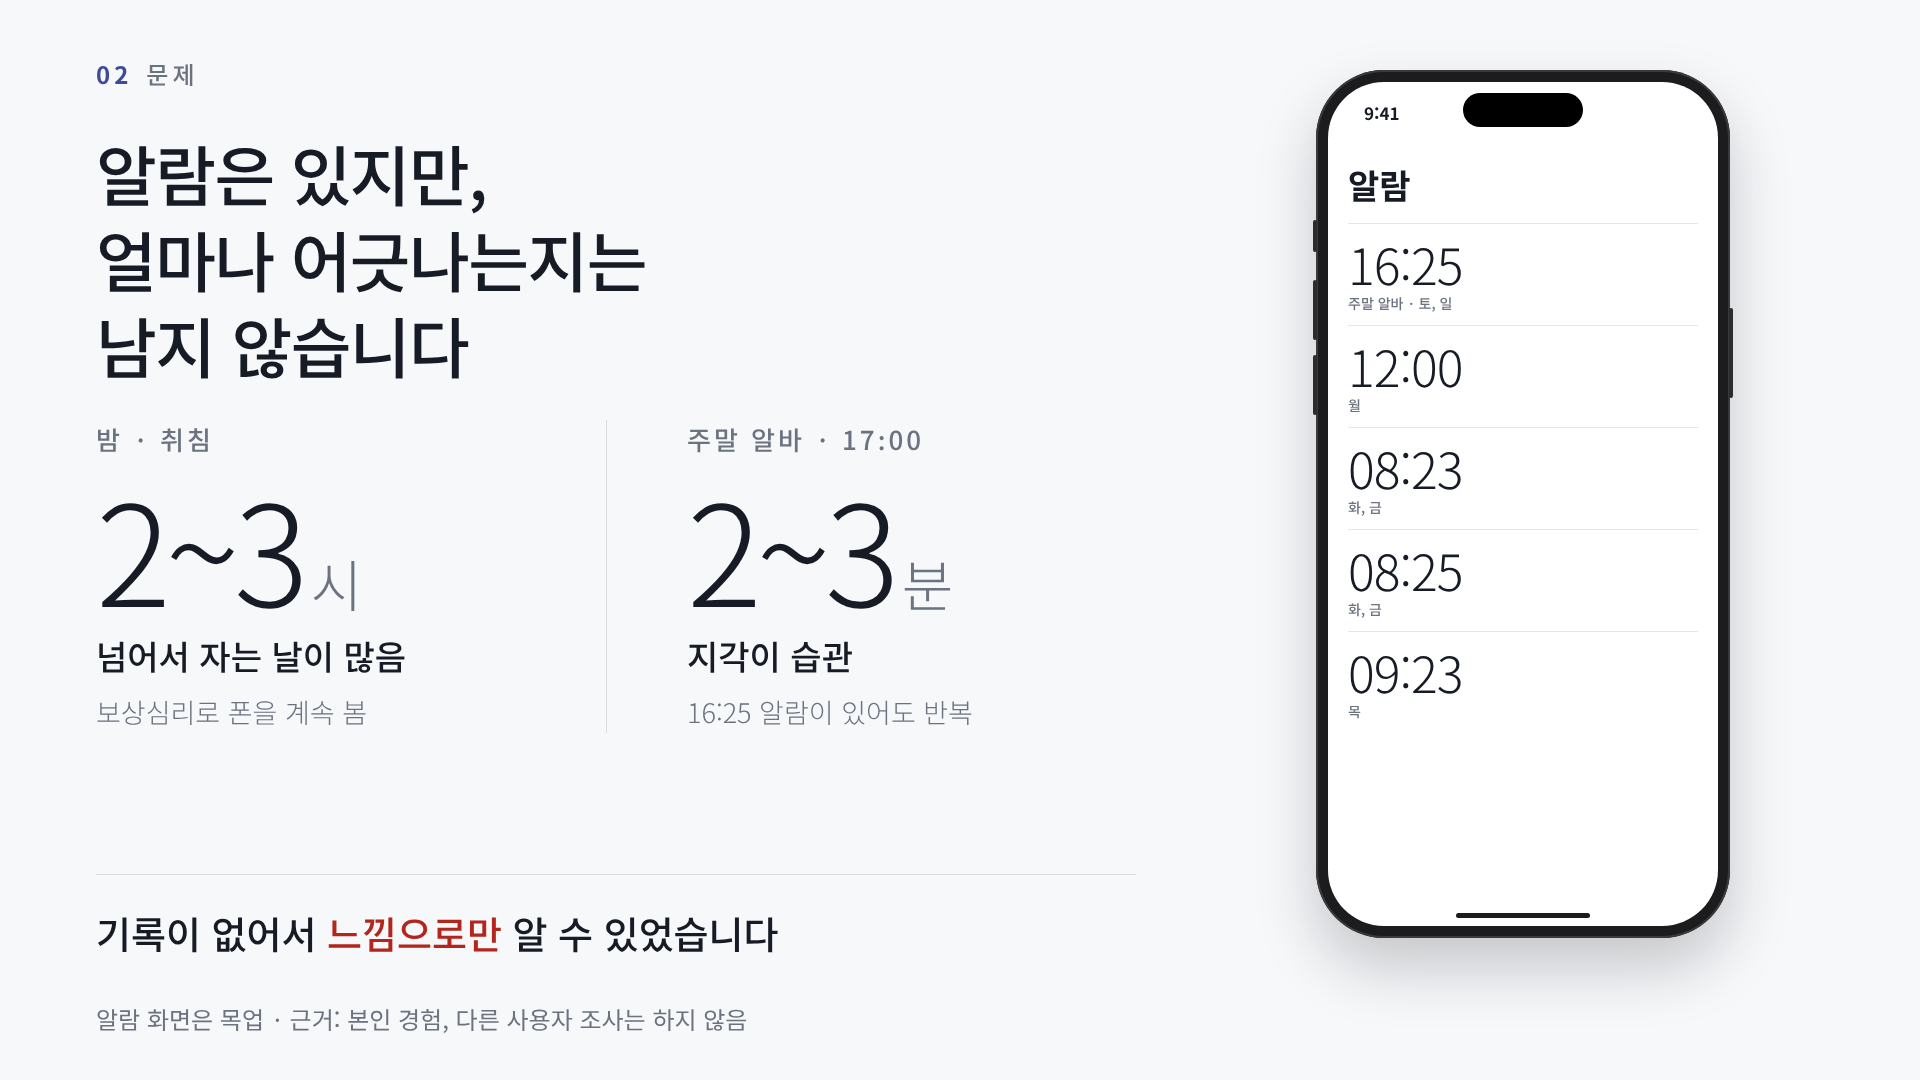 02 문제
알람은 있지만,
얼마나 어긋나는지는
남지 않습니다
밤 · 취침
2~3시
넘어서 자는 날이 많음
보상심리로 폰을 계속 봄
주말 알바 · 17:00
2~3분
지각이 습관
16:25 알람이 있어도 반복
기록이 없어서 느낌으로만 알 수 있었습니다
알람 화면은 목업 · 근거: 본인 경험, 다른 사용자 조사는 하지 않음
9:41
알람
16:25
주말 알바 · 토, 일
12:00
월
08:23
화, 금
08:25
화, 금
09:23
목